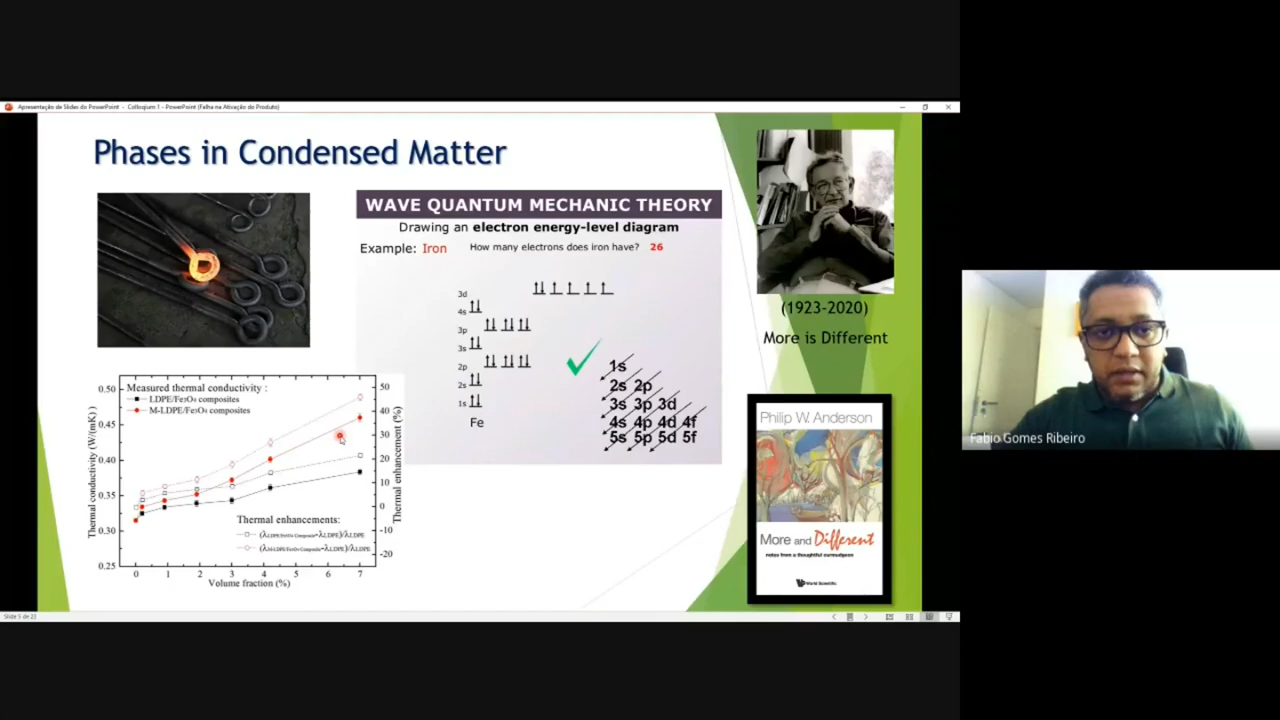 Apresentação de Slides do PowerPoint - Colloqium 1 - PowerPoint (Falha na Ativação do Produto)
Phases in Condensed Matter
WAVE QUANTUM MECHANIC THEORY
Drawing an electron energy-level diagram
Example: Iron How many electrons does iron have? 26
3d
4s
3p
3s
2p
2s
1s
Fe
1s
2s 2p
3s 3p 3d
4s 4p 4d 4f
5s 5p 5d 5f
(1923-2020)
More is Different
Measured thermal conductivity :
LDPE/Fe3O4 composites
M-LDPE/Fe3O4 composites
Thermal conductivity (W/(mK))
0.50
0.45
0.40
0.35
0.30
0.25
50
40
30
20
10
0
-10
-20
Thermal enhancement (%)
Thermal enhancements:
0 1 2 3 4 5 6 7
Volume fraction (%)
Philip W. Anderson
More and Different
notes from a thoughtful curmudgeon
World Scientific
Fabio Gomes Ribeiro
Slide 5 de 23